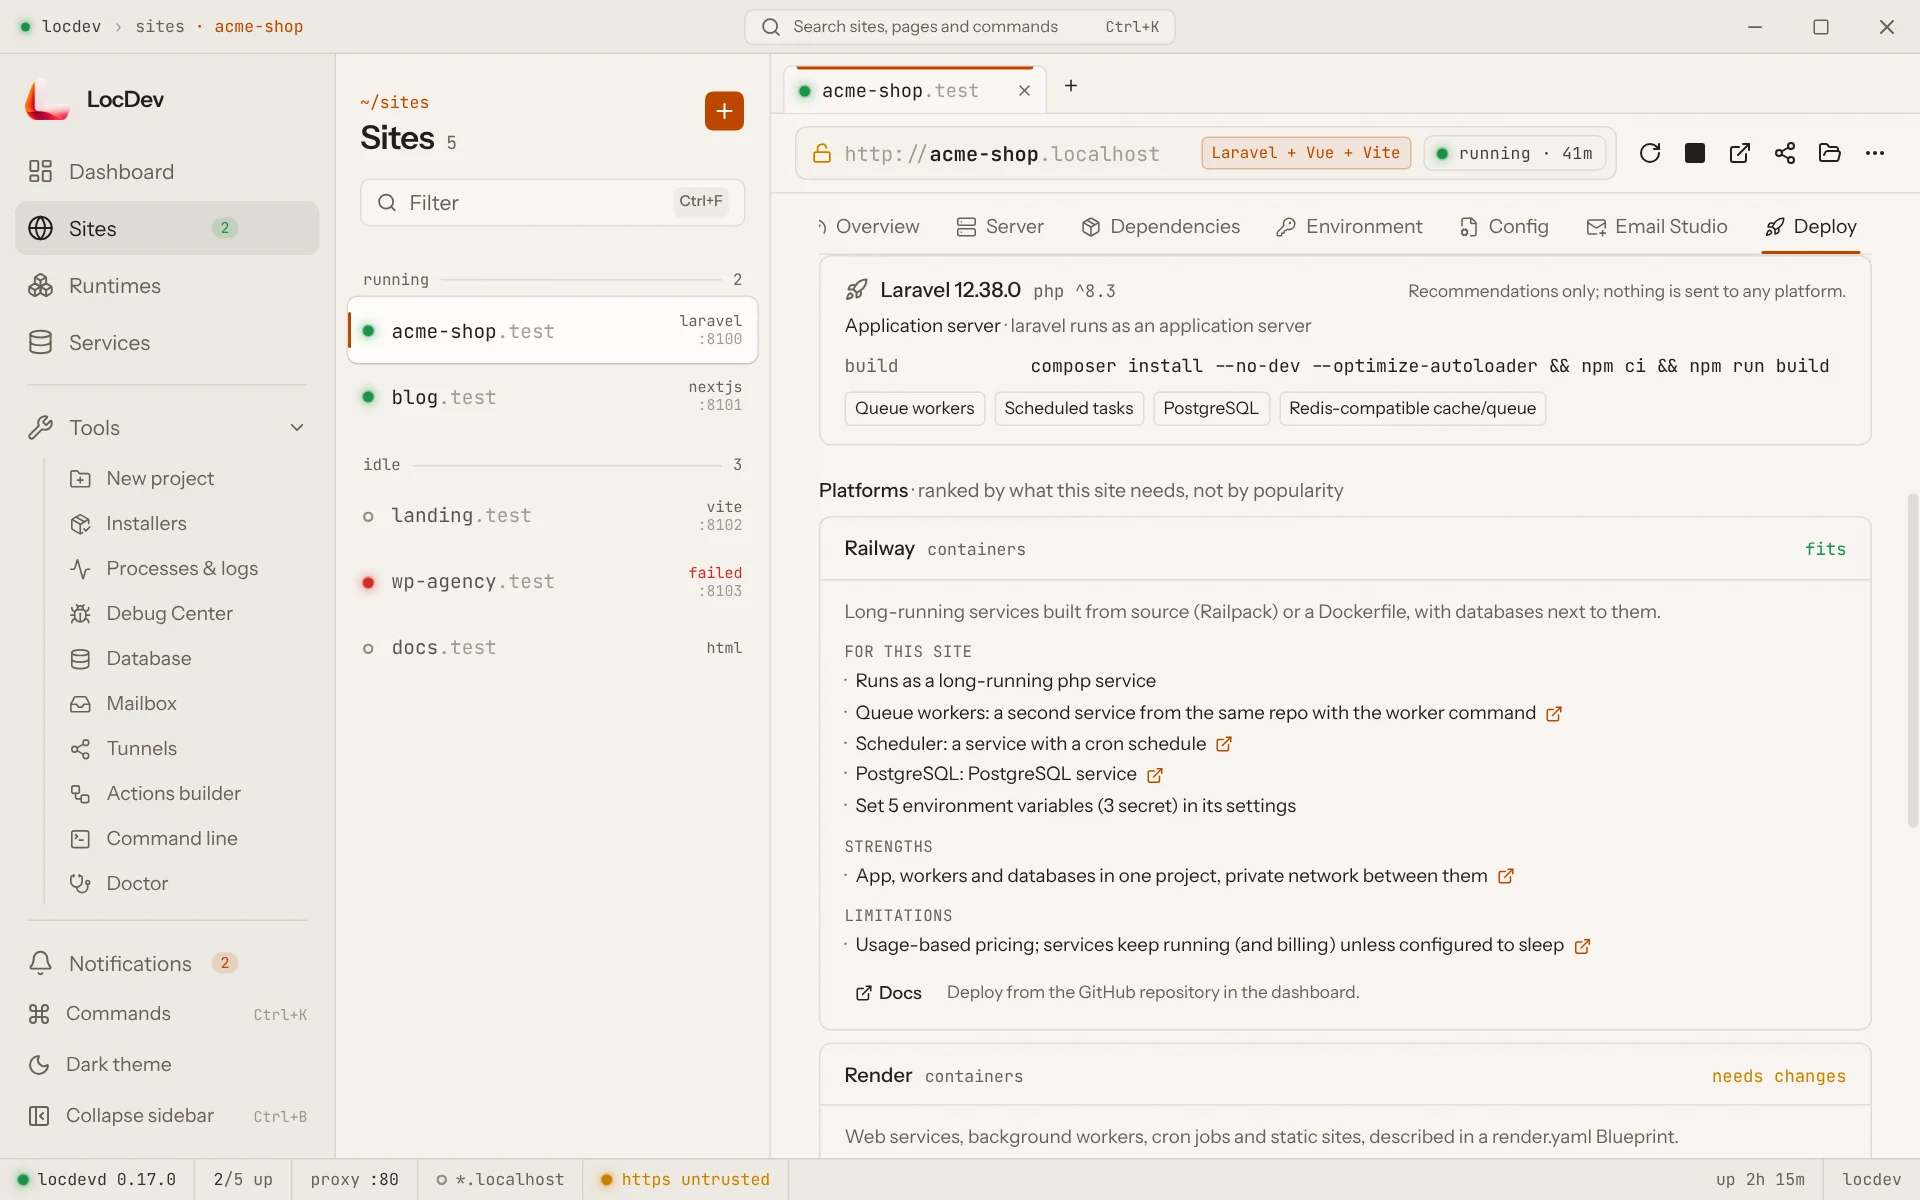 locdev › sites · acme-shop
Search sites, pages and commands Ctrl+K
LocDev
Dashboard
Sites 2
Runtimes
Services
Tools
New project
Installers
Processes & logs
Debug Center
Database
Mailbox
Tunnels
Actions builder
Command line
Doctor
Notifications 2
Commands Ctrl+K
Dark theme
Collapse sidebar Ctrl+B
~/sites
Sites 5
Filter Ctrl+F
running 2
acme-shop.test laravel :8100
blog.test nextjs :8101
idle 3
landing.test vite :8102
wp-agency.test failed :8103
docs.test html
acme-shop.test
http://acme-shop.localhost Laravel + Vue + Vite running · 41m
Overview Server Dependencies Environment Config Email Studio Deploy
Laravel 12.38.0 php ^8.3 Recommendations only; nothing is sent to any platform.
Application server · laravel runs as an application server
build composer install --no-dev --optimize-autoloader && npm ci && npm run build
Queue workers Scheduled tasks PostgreSQL Redis-compatible cache/queue
Platforms · ranked by what this site needs, not by popularity
Railway containers fits
Long-running services built from source (Railpack) or a Dockerfile, with databases next to them.
FOR THIS SITE
· Runs as a long-running php service
· Queue workers: a second service from the same repo with the worker command
· Scheduler: a service with a cron schedule
· PostgreSQL: PostgreSQL service
· Set 5 environment variables (3 secret) in its settings
STRENGTHS
· App, workers and databases in one project, private network between them
LIMITATIONS
· Usage-based pricing; services keep running (and billing) unless configured to sleep
Docs Deploy from the GitHub repository in the dashboard.
Render containers needs changes
Web services, background workers, cron jobs and static sites, described in a render.yaml Blueprint.
locdevd 0.17.0 2/5 up proxy :80 *.localhost https untrusted up 2h 15m locdev